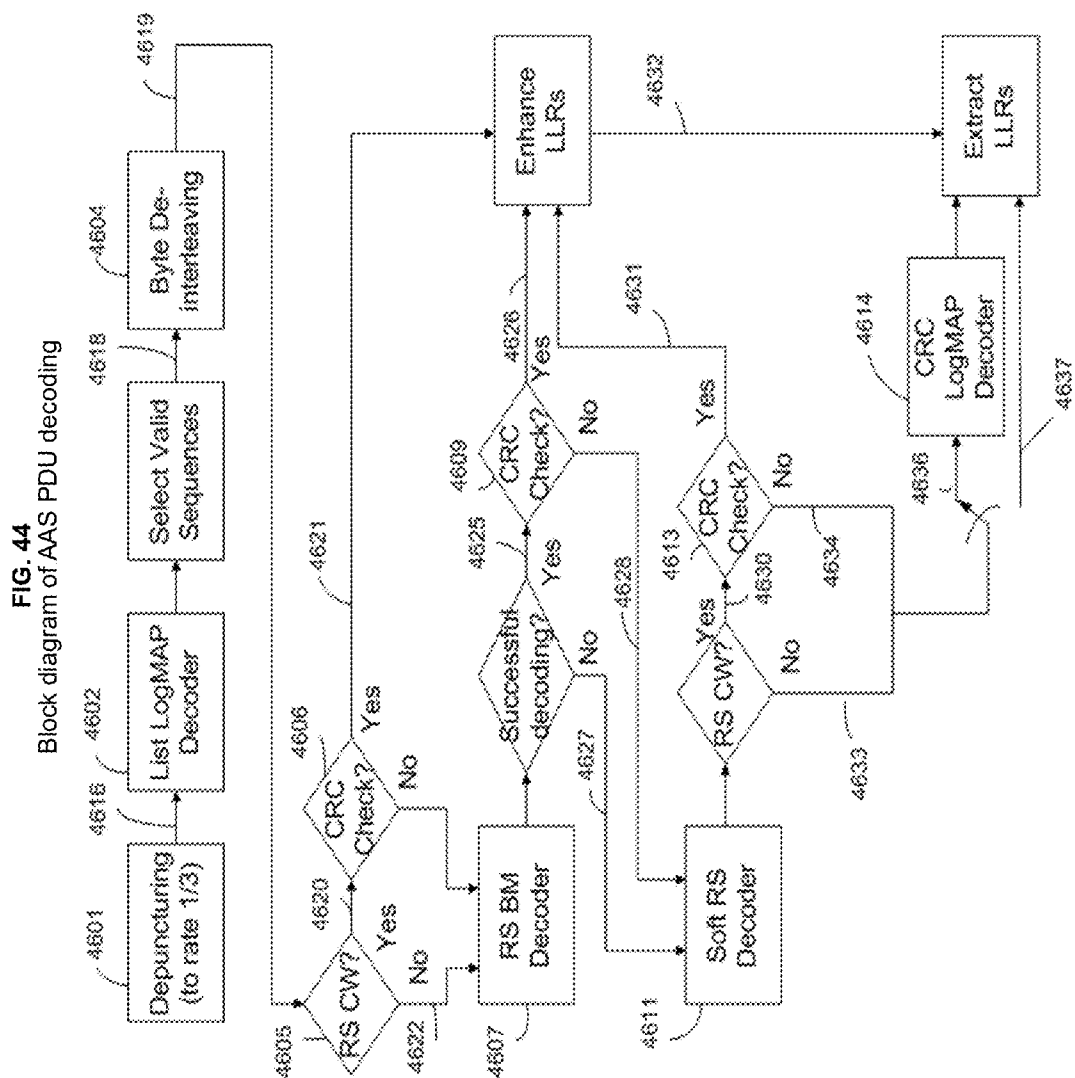 FIG. 44
Block diagram of AAS PDU decoding
4601
Depuncturing
(to rate 1/3)
4616
4602
List LogMAP
Decoder
Select Valid
Sequences
4618
4604
Byte De-
interleaving
4619
4605
RS CW?
4620
Yes
No
4622
4606
CRC
Check?
Yes
No
4621
4607
RS BM
Decoder
Successful
decoding?
4625
Yes
No
4627
4609
CRC
Check?
4626
Yes
No
4628
Enhance
LLRs
4632
4611
Soft RS
Decoder
RS CW?
Yes
4630
No
4633
4613
CRC
Check?
Yes
4631
No
4634
4636
4614
CRC
LogMAP
Decoder
4637
Extract
LLRs